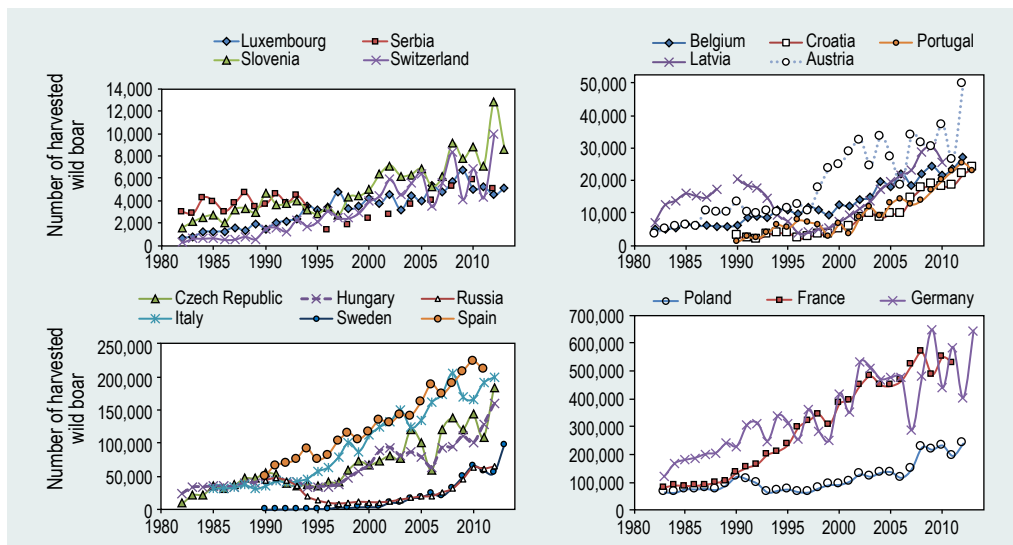 Luxembourg Serbia
Slovenia Switzerland
Number of harvested
wild boar
14,000
12,000
10,000
8,000
6,000
4,000
2,000
0
1980 1985 1990 1995 2000 2005 2010
Belgium Croatia Portugal
Latvia Austria
50,000
40,000
30,000
20,000
10,000
0
1980 1985 1990 1995 2000 2005 2010
Czech Republic Hungary Russia
Italy Sweden Spain
Number of harvested
wild boar
250,000
200,000
150,000
100,000
50,000
0
1980 1985 1990 1995 2000 2005 2010
Poland France Germany
700,000
600,000
500,000
400,000
300,000
200,000
100,000
0
1980 1985 1990 1995 2000 2005 2010